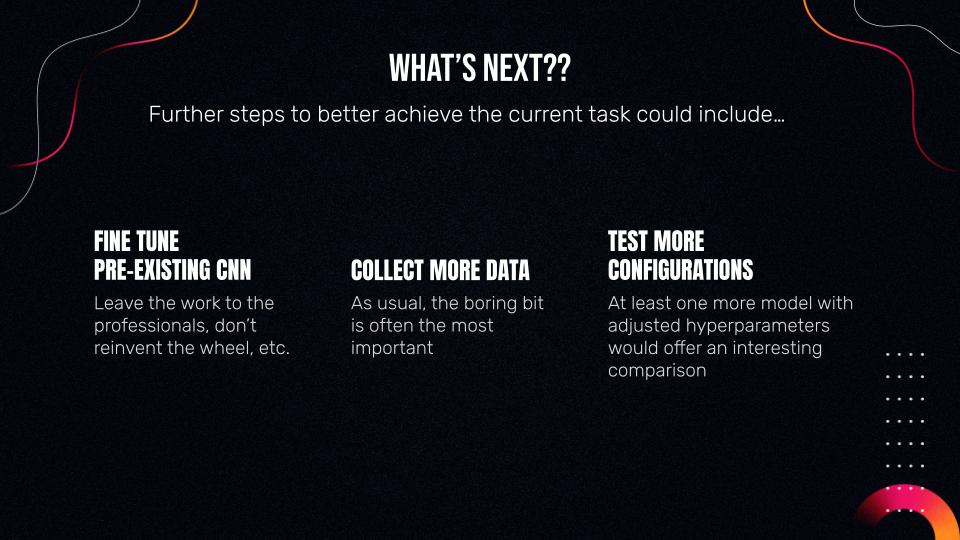 WHAT’S NEXT??
Further steps to better achieve the current task could include…
FINE TUNE
PRE-EXISTING CNN
Leave the work to the
professionals, don’t
reinvent the wheel, etc.
COLLECT MORE DATA
As usual, the boring bit
is often the most
important
TEST MORE
CONFIGURATIONS
At least one more model with
adjusted hyperparameters
would offer an interesting
comparison